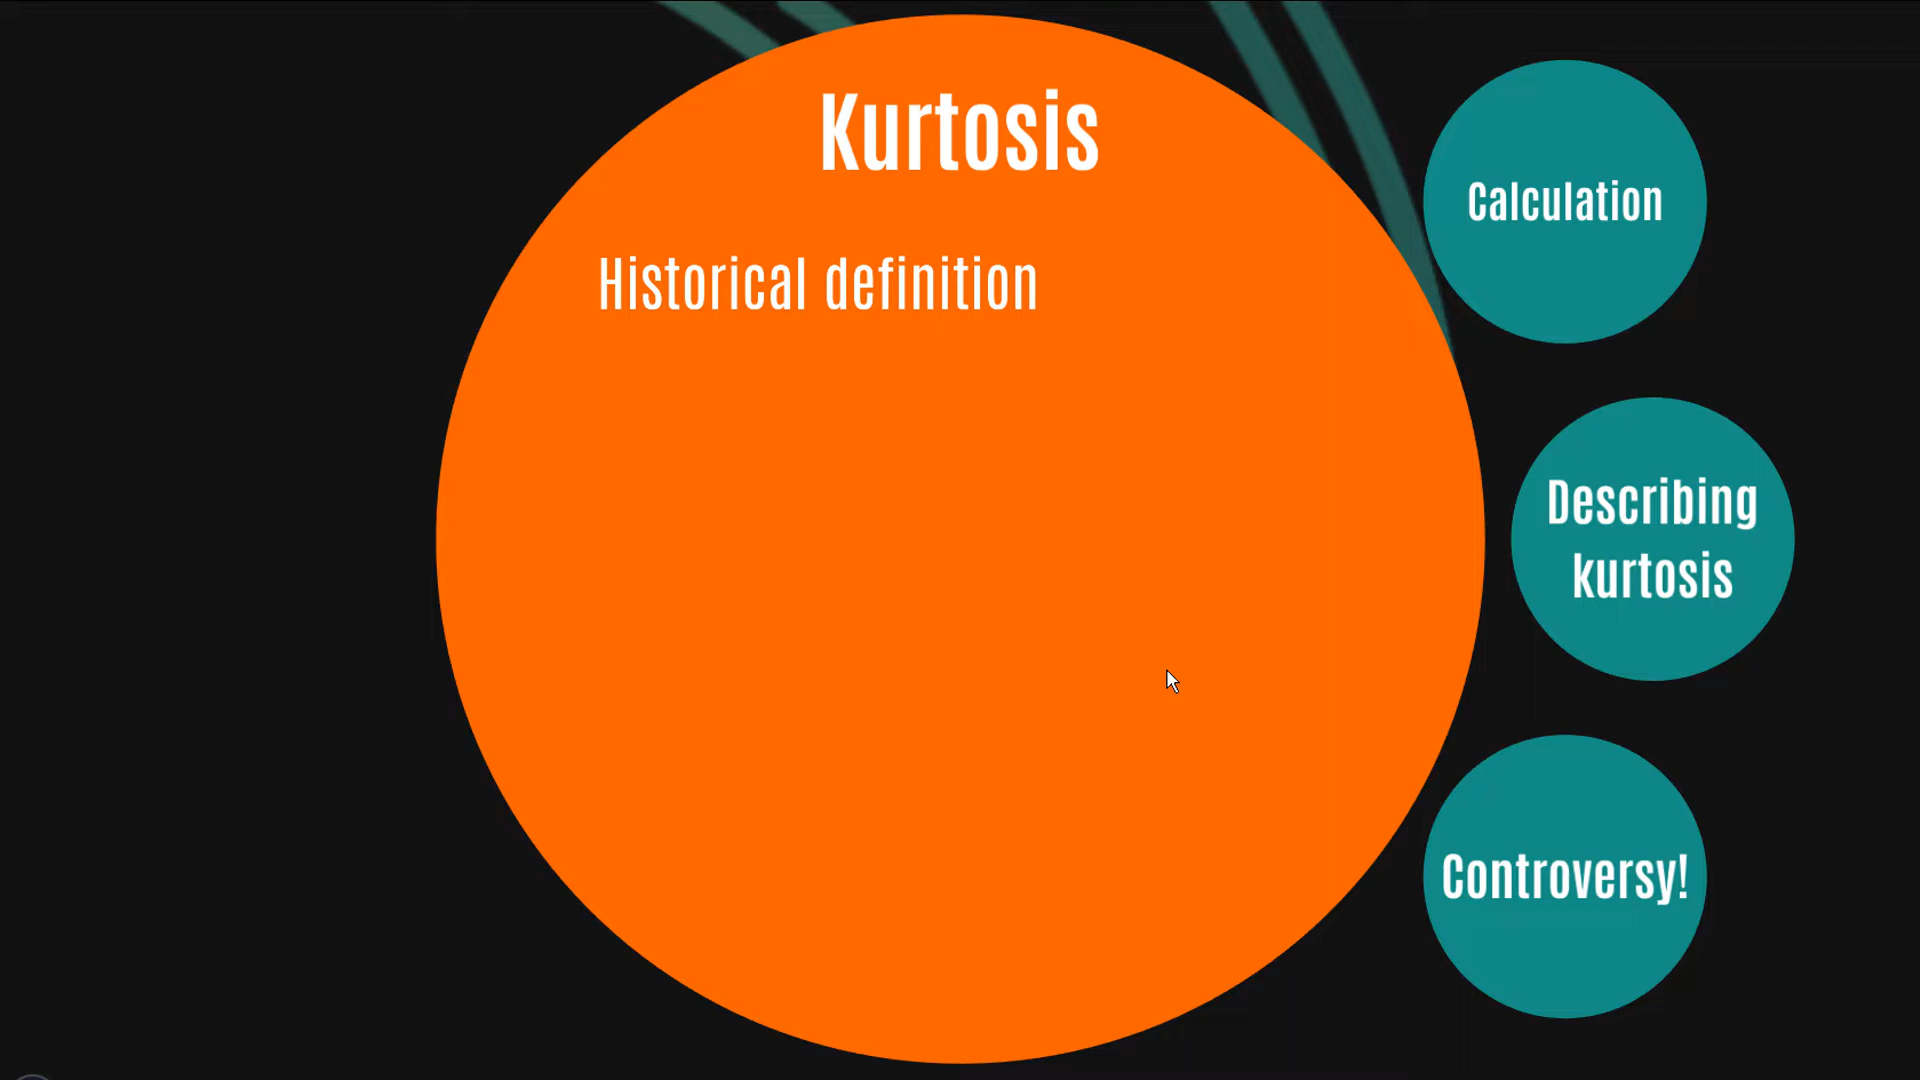 Kurtosis
Historical definition
Calculation
Describing
kurtosis
Controversy!